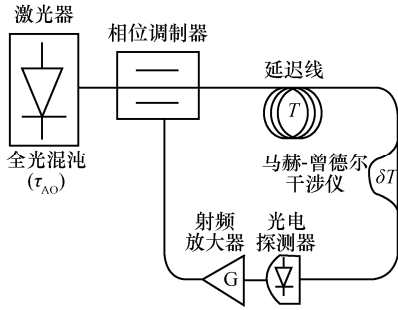 激光器
相位调制器
延迟线
T
全光混沌
(τAO)
马赫-曾德尔
干涉仪
δT
射频
放大器
光电
探测器
G